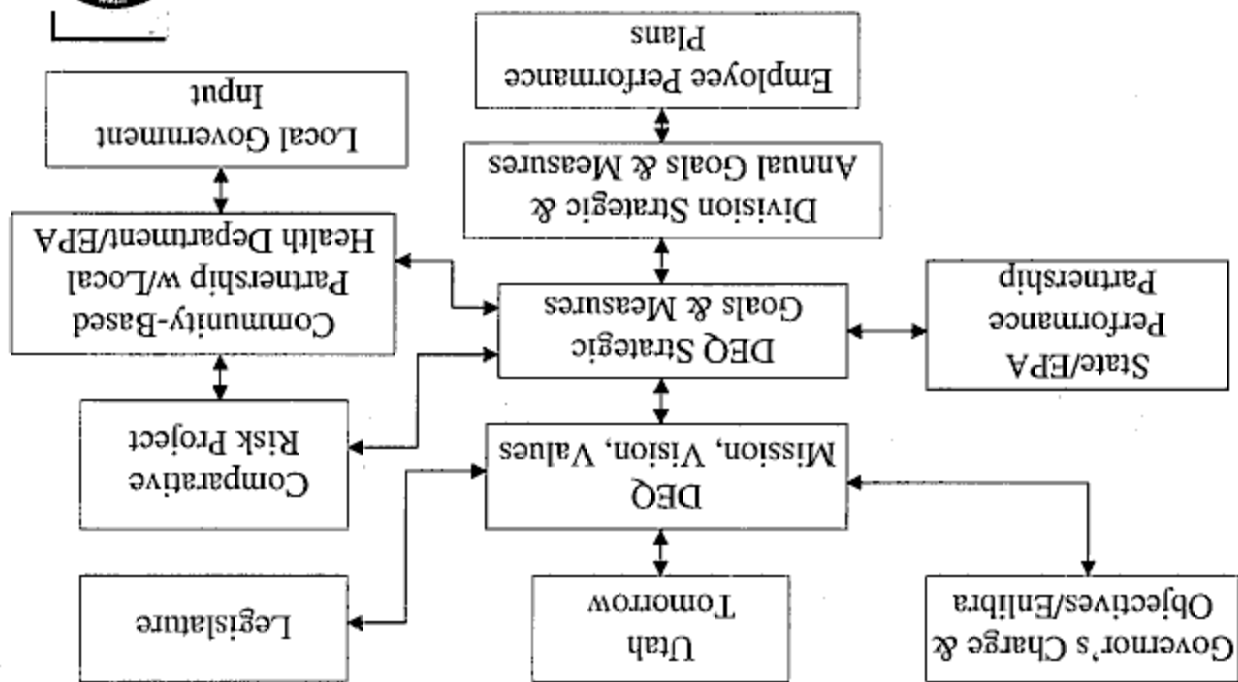 Governor's Charge &
Objectives/Enlibra
Utah
Tomorrow
Legislature
DEQ
Mission, Vision, Values
Comparative
Risk Project
State/EPA
Performance
Partnership
DEQ Strategic
Goals & Measures
Community-Based
Partnership w/Local
Health Department/EPA
Division Strategic &
Annual Goals & Measures
Local Government
Input
Employee Performance
Plans